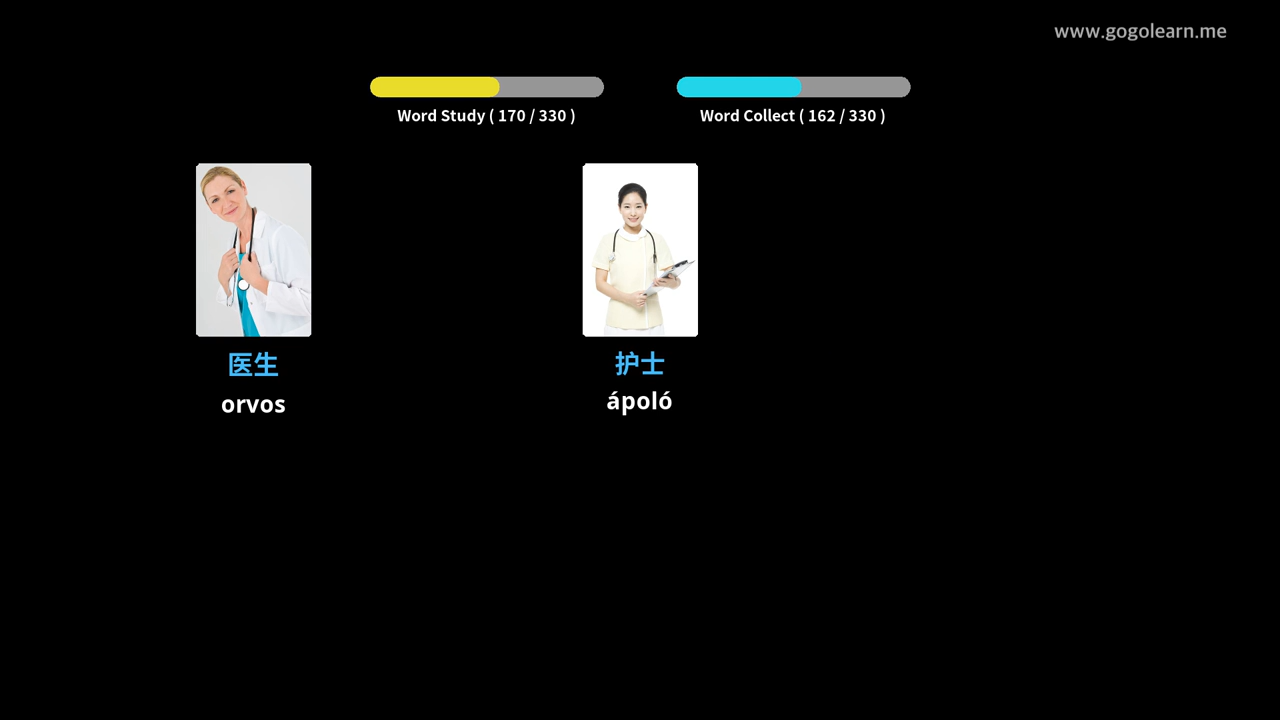 www.gogolearn.me
Word Study ( 170 / 330 )
Word Collect ( 162 / 330 )
医生
orvos
护士
ápoló